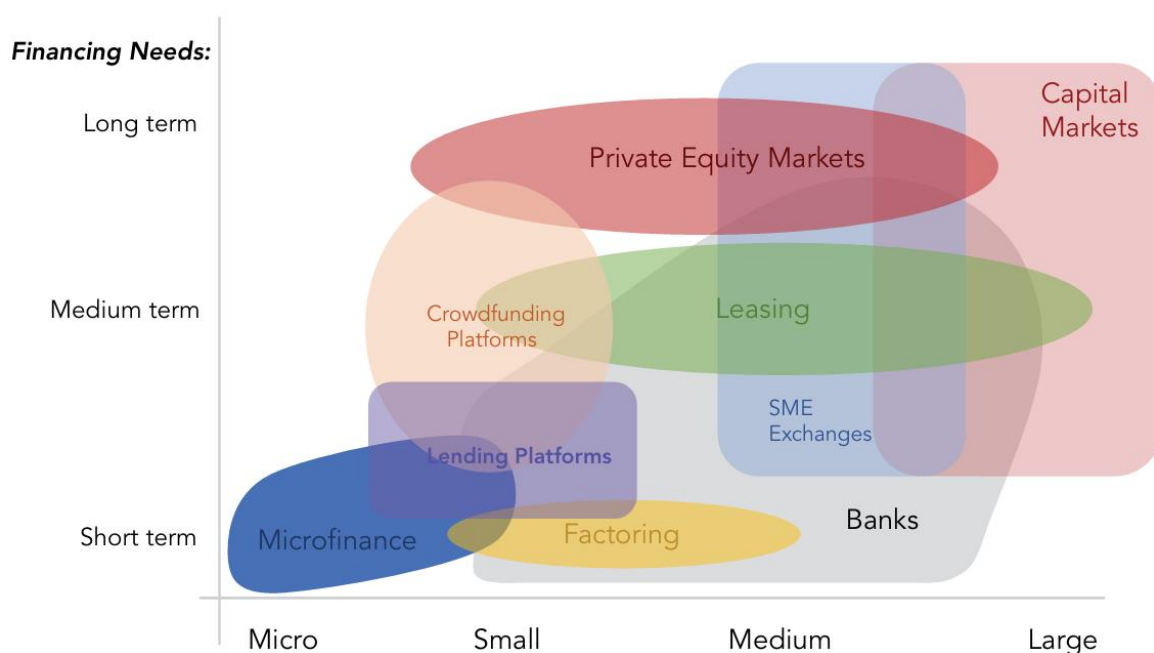 Financing Needs:
Long term
Capital
Markets
Private Equity Markets
Medium term
Crowdfunding
Platforms
Leasing
SME
Exchanges
Lending Platforms
Short term
Microfinance
Factoring
Banks
Micro
Small
Medium
Large